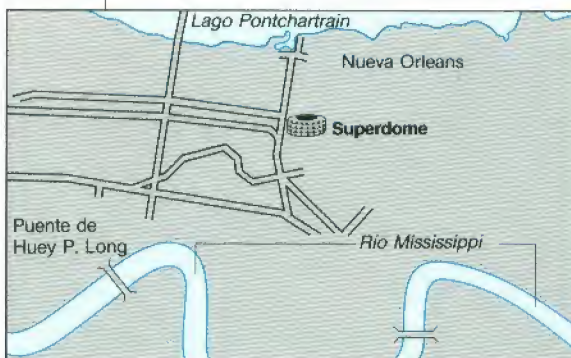 Lago Pontchartrain
Nueva Orleans
Superdome
Puente de
Huey P. Long
Río Mississippi